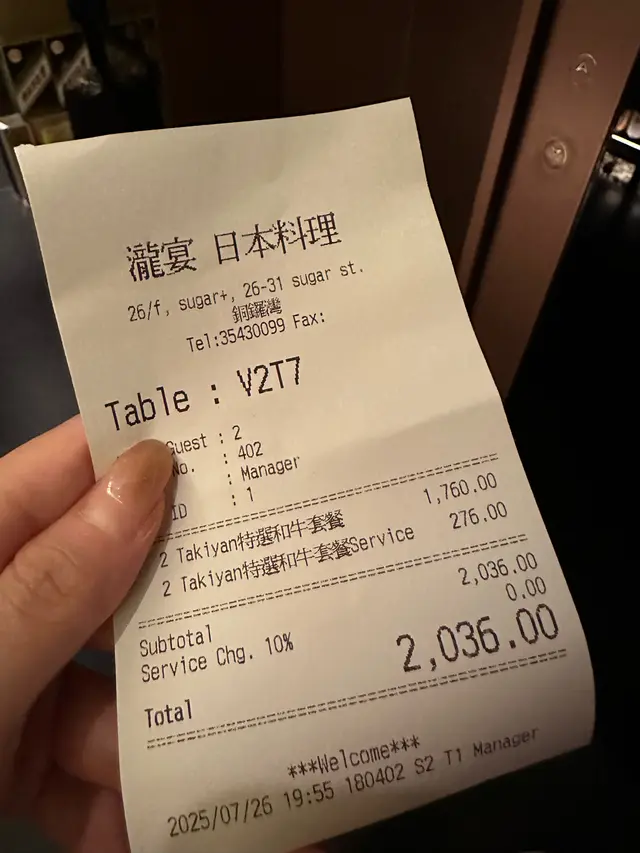 瀧宴 日本料理
26/f, sugar+, 26-31 sugar st.
銅鑼灣
Tel:35430099 Fax:
Table : V2T7
Guest : 2
No. : 402
: Manager
ID : 1
2 Takiyan特選和牛套餐 1,760.00
2 Takiyan特選和牛套餐Service 276.00
Subtotal 2,036.00
Service Chg. 10% 0.00
Total 2,036.00
***Welcome***
2025/07/26 19:55 180402 S2 T1 Manager